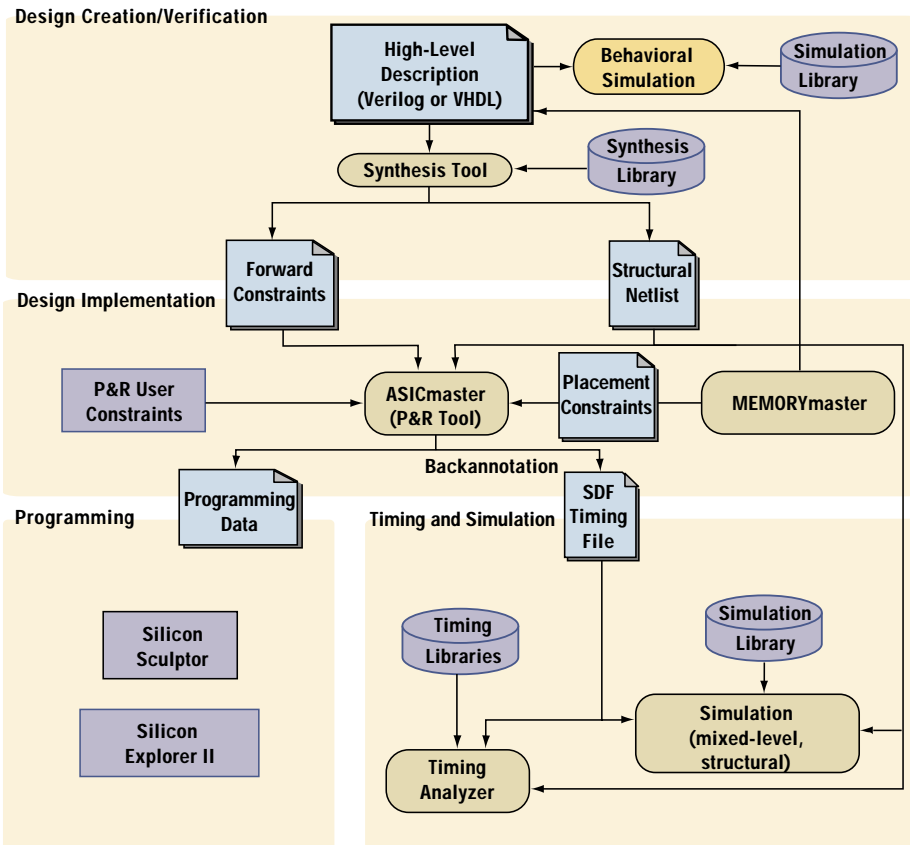 Design Creation/Verification
High-Level
Description
(Verilog or VHDL)
Behavioral
Simulation
Simulation
Library
Synthesis Tool
Synthesis
Library
Forward
Constraints
Structural
Netlist
Design Implementation
P&R User
Constraints
ASICmaster
(P&R Tool)
Placement
Constraints
MEMORYmaster
Backannotation
Programming
Data
SDF
Timing
File
Programming
Silicon
Sculptor
Silicon
Explorer II
Timing and Simulation
Timing
Libraries
Simulation
Library
Simulation
(mixed-level,
structural)
Timing
Analyzer